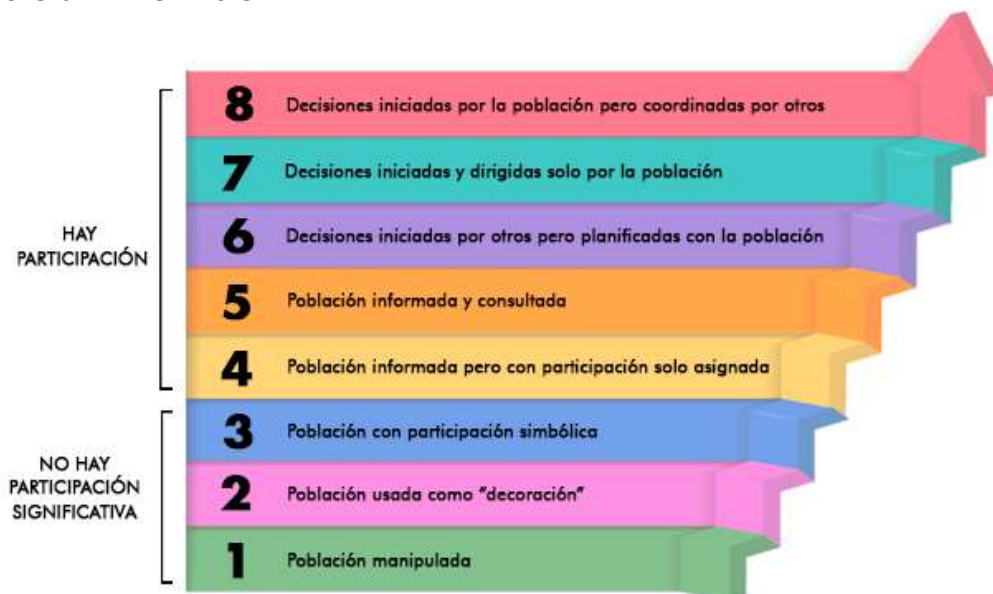 8 Decisiones iniciadas por la población pero coordinadas por otros
7 Decisiones iniciadas y dirigidas solo por la población
6 Decisiones iniciadas por otros pero planificadas con la población
5 Población informada y consultada
4 Población informada pero con participación solo asignada
3 Población con participación simbólica
2 Población usada como “decoración”
1 Población manipulada
HAY
PARTICIPACIÓN
NO HAY
PARTICIPACIÓN
SIGNIFICATIVA